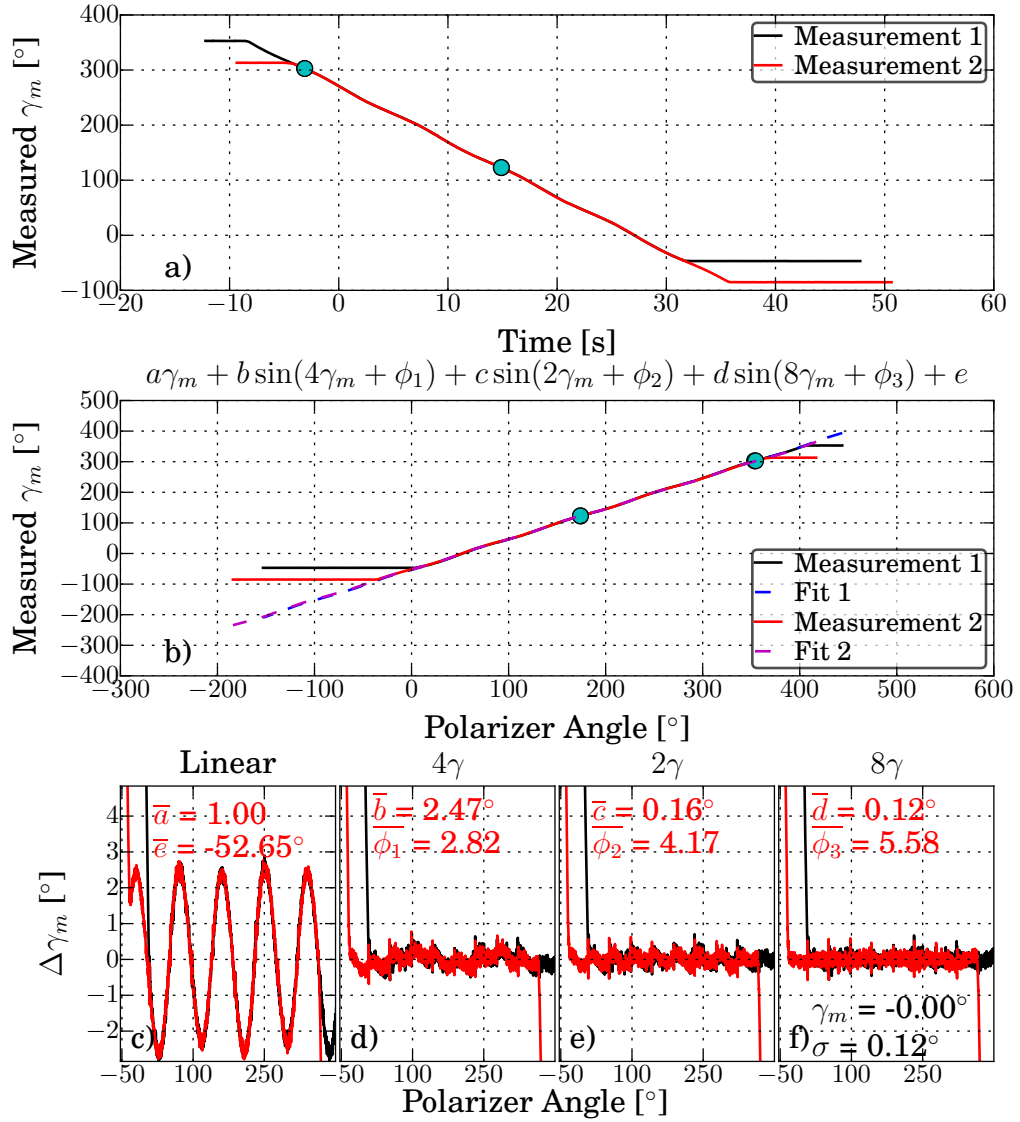 400
300
200
100
0
−100
Measured γm [°]
Measurement 1
Measurement 2
a)
−20 −10 0 10 20 30 40 50 60
Time [s]
aγm + b sin(4γm + ϕ1) + c sin(2γm + ϕ2) + d sin(8γm + ϕ3) + e
500
400
300
200
100
0
−100
−200
−300
−400
Measured γm [°]
Measurement 1
Fit 1
Measurement 2
Fit 2
b)
−300 −200 −100 0 100 200 300 400 500 600
Polarizer Angle [°]
Linear 4γ 2γ 8γ
4
3
2
1
0
−1
−2
Δγm [°]
a = 1.00
e = -52.65°
c)
b = 2.47°
ϕ1 = 2.82
d)
c = 0.16°
ϕ2 = 4.17
e)
d = 0.12°
ϕ3 = 5.58
γm = -0.00°
f) σ = 0.12°
−50 100 250 −50 100 250 −50 100 250 −50 100 250
Polarizer Angle [°]